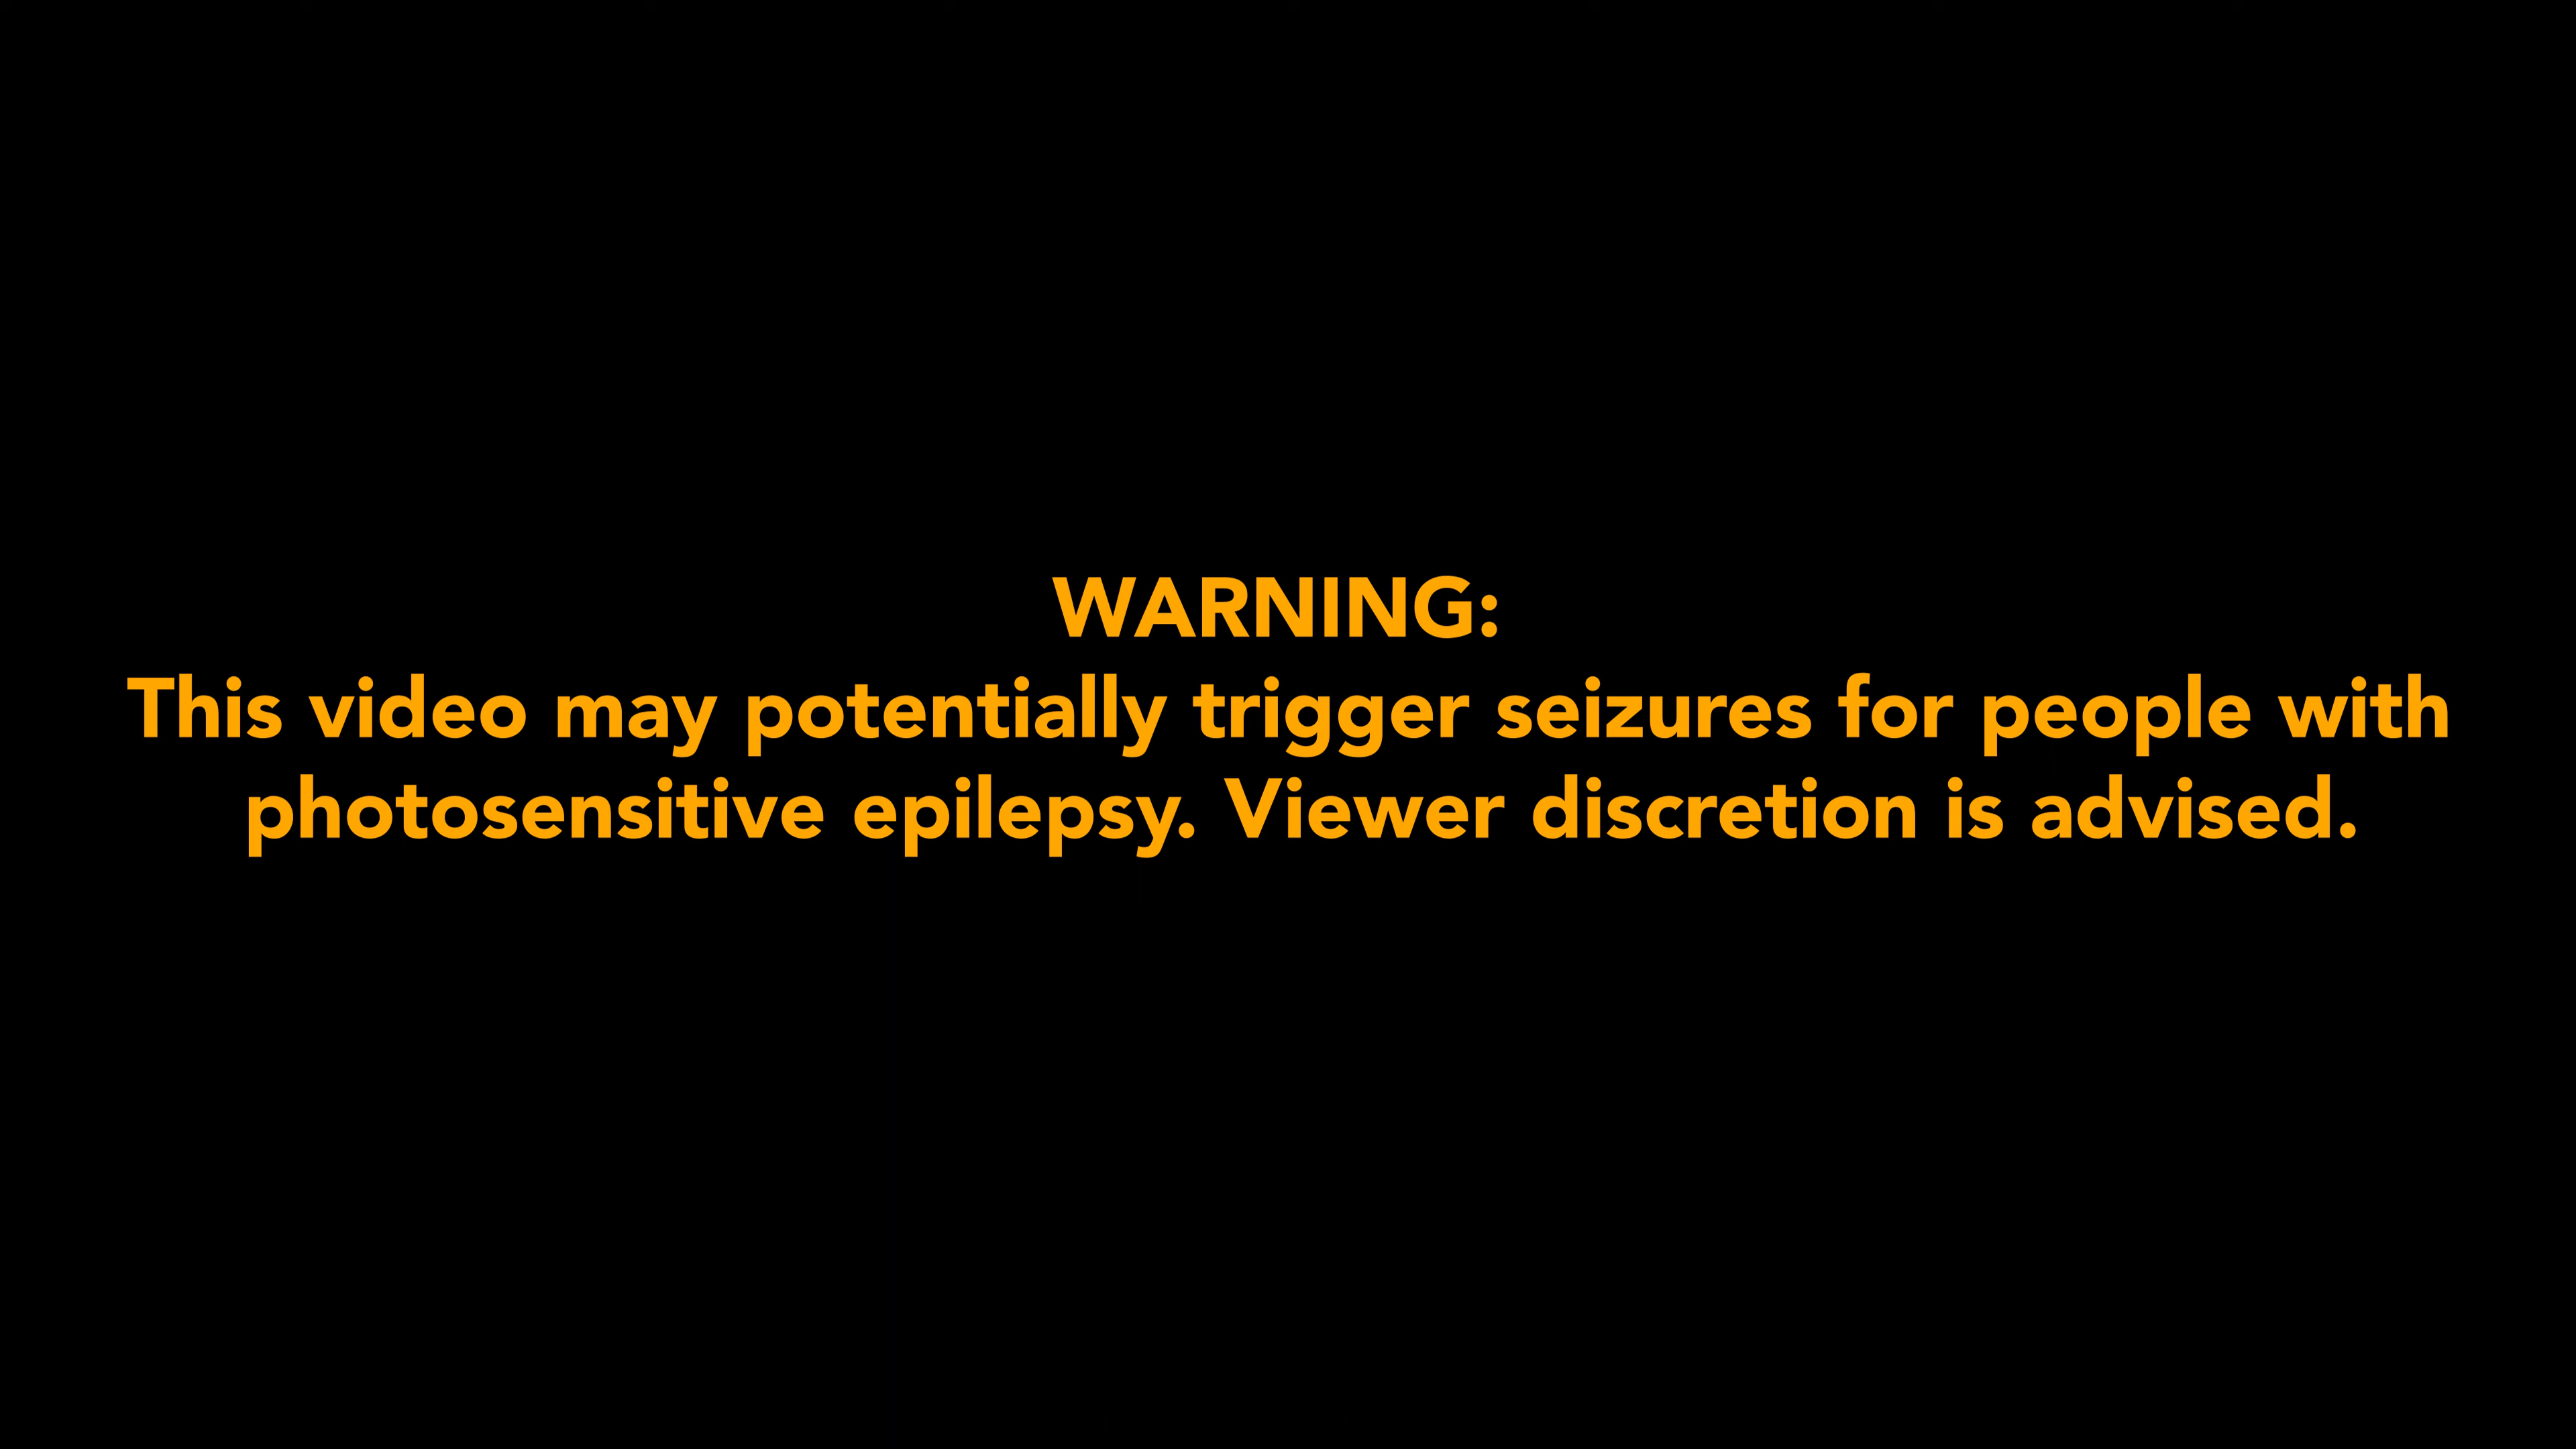 WARNING:
This video may potentially trigger seizures for people with
photosensitive epilepsy. Viewer discretion is advised.